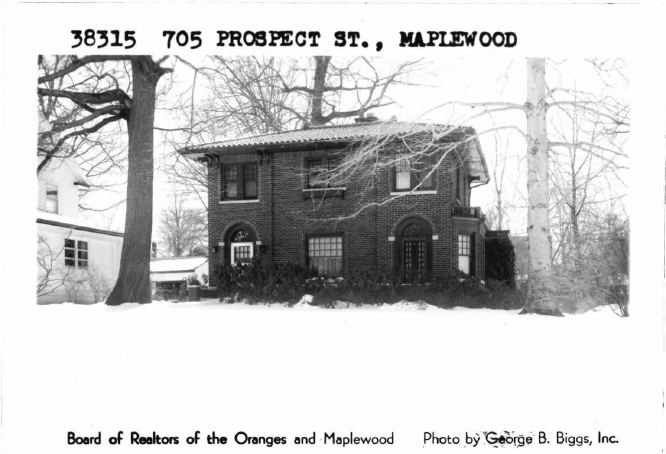 38315 705 PROSPECT ST., MAPLEWOOD
Board of Realtors of the Oranges and Maplewood Photo by George B. Biggs, Inc.